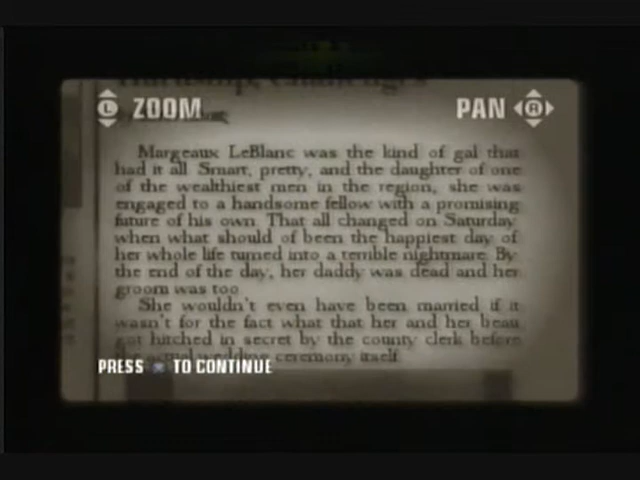 Hardship, Challenges
L ZOOM
PAN R
Margeaux LeBlanc was the kind of gal that
had it all. Smart, pretty, and the daughter of one
of the wealthiest men in the region, she was
engaged to a handsome fellow with a promising
future of his own. That all changed on Saturday
when what should of been the happiest day of
her whole life turned into a terrible nightmare. By
the end of the day, her daddy was dead and her
groom was too.
She wouldn't even have been married if it
wasn't for the fact what that her and her beau
got hitched in secret by the county clerk before
the actual wedding ceremony itself.
PRESS X TO CONTINUE